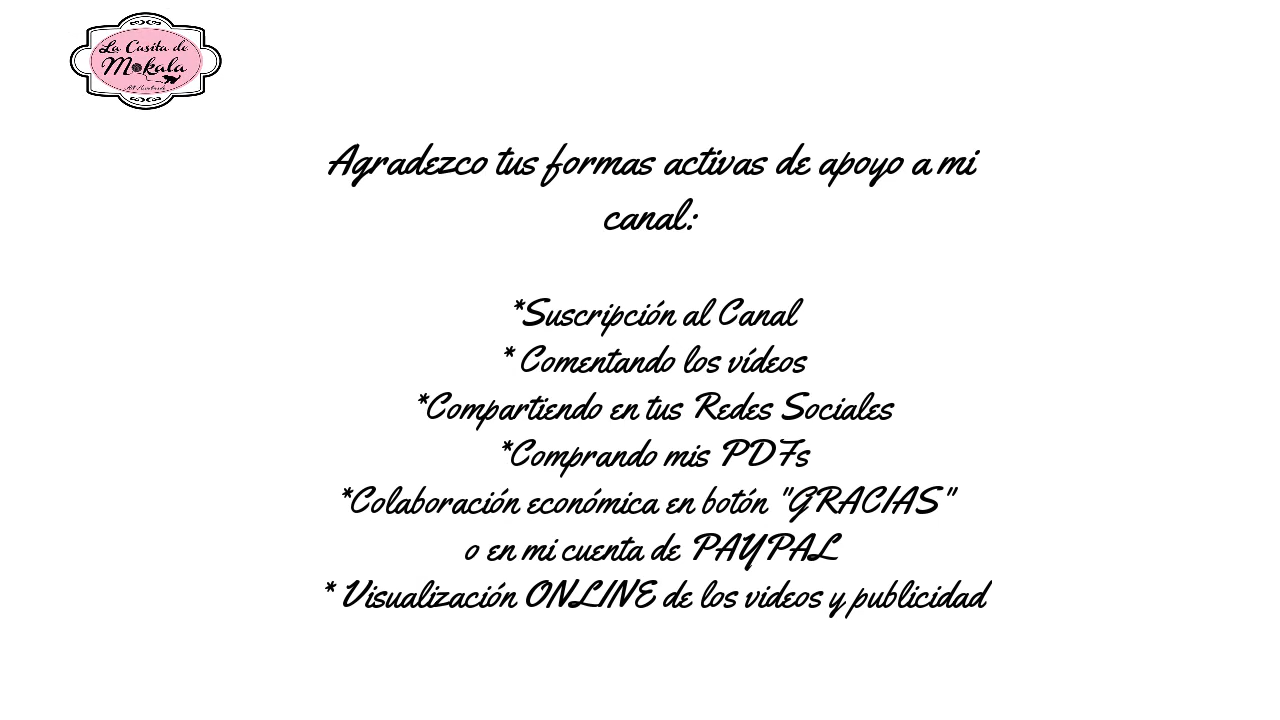 La Casita de
Mokala
Agradezco tus formas activas de apoyo a mi
canal:
*Suscripción al Canal
* Comentando los vídeos
*Compartiendo en tus Redes Sociales
*Comprando mis PDFs
*Colaboración económica en botón "GRACIAS"
o en mi cuenta de PAYPAL
* Visualización ONLINE de los videos y publicidad